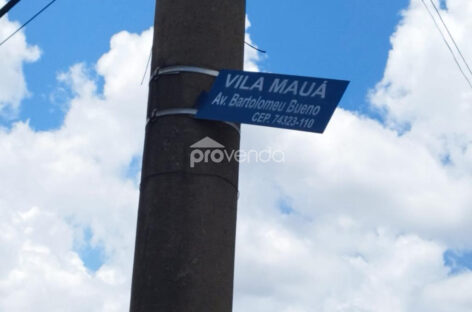 VILA MAUÁ
Av. Bartolomeu Bueno
CEP. 74323-110
provenda